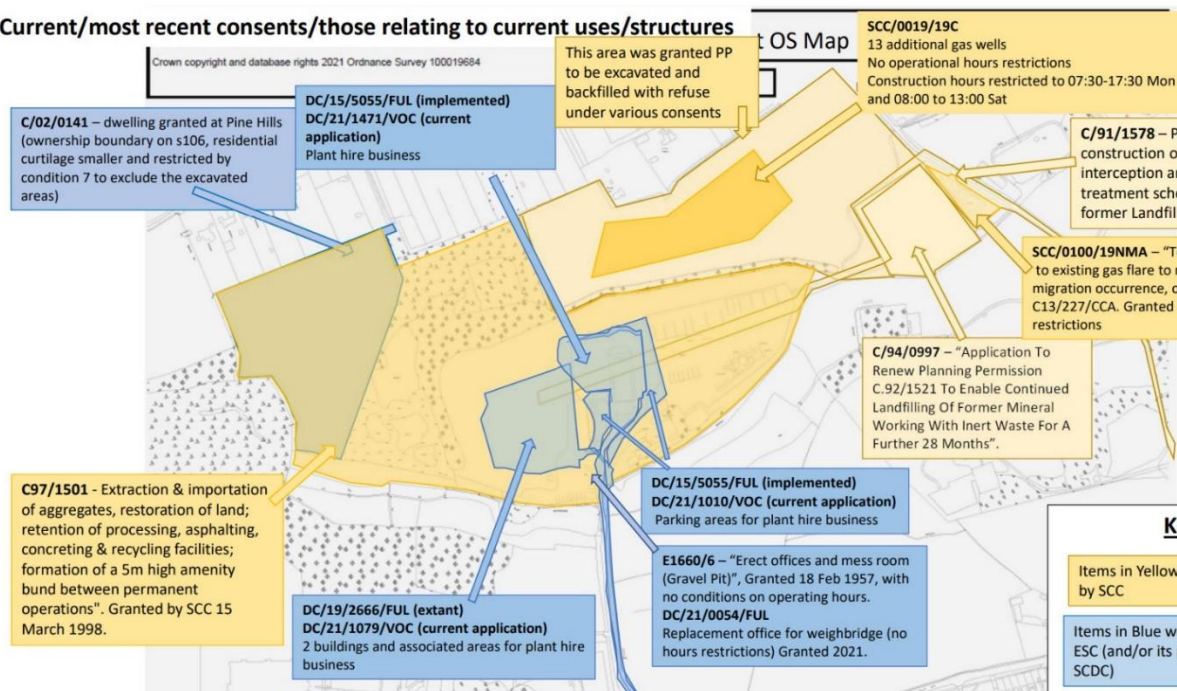 Current/most recent consents/those relating to current uses/structures
t OS Map
Crown copyright and database rights 2021 Ordnance Survey 100019684
This area was granted PP
to be excavated and
backfilled with refuse
under various consents
SCC/0019/19C
13 additional gas wells
No operational hours restrictions
Construction hours restricted to 07:30-17:30 Mon
and 08:00 to 13:00 Sat
C/02/0141 – dwelling granted at Pine Hills
(ownership boundary on s106, residential
curtilage smaller and restricted by
condition 7 to exclude the excavated
areas)
DC/15/5055/FUL (implemented)
DC/21/1471/VOC (current
application)
Plant hire business
C/91/1578 – P
construction o
interception an
treatment sche
former Landfil
SCC/0100/19NMA – “T
to existing gas flare to
migration occurrence, c
C13/227/CCA. Granted
restrictions
C/94/0997 – “Application To
Renew Planning Permission
C.92/1521 To Enable Continued
Landfilling Of Former Mineral
Working With Inert Waste For A
Further 28 Months”.
C97/1501 - Extraction & importation
of aggregates, restoration of land;
retention of processing, asphalting,
concreting & recycling facilities;
formation of a 5m high amenity
bund between permanent
operations". Granted by SCC 15
March 1998.
DC/15/5055/FUL (implemented)
DC/21/1010/VOC (current application)
Parking areas for plant hire business
E1660/6 – “Erect offices and mess room
(Gravel Pit)”, Granted 18 Feb 1957, with
no conditions on operating hours.
DC/21/0054/FUL
Replacement office for weighbridge (no
hours restrictions) Granted 2021.
DC/19/2666/FUL (extant)
DC/21/1079/VOC (current application)
2 buildings and associated areas for plant hire
business
K
Items in Yellow
by SCC
Items in Blue w
ESC (and/or its
SCDC)